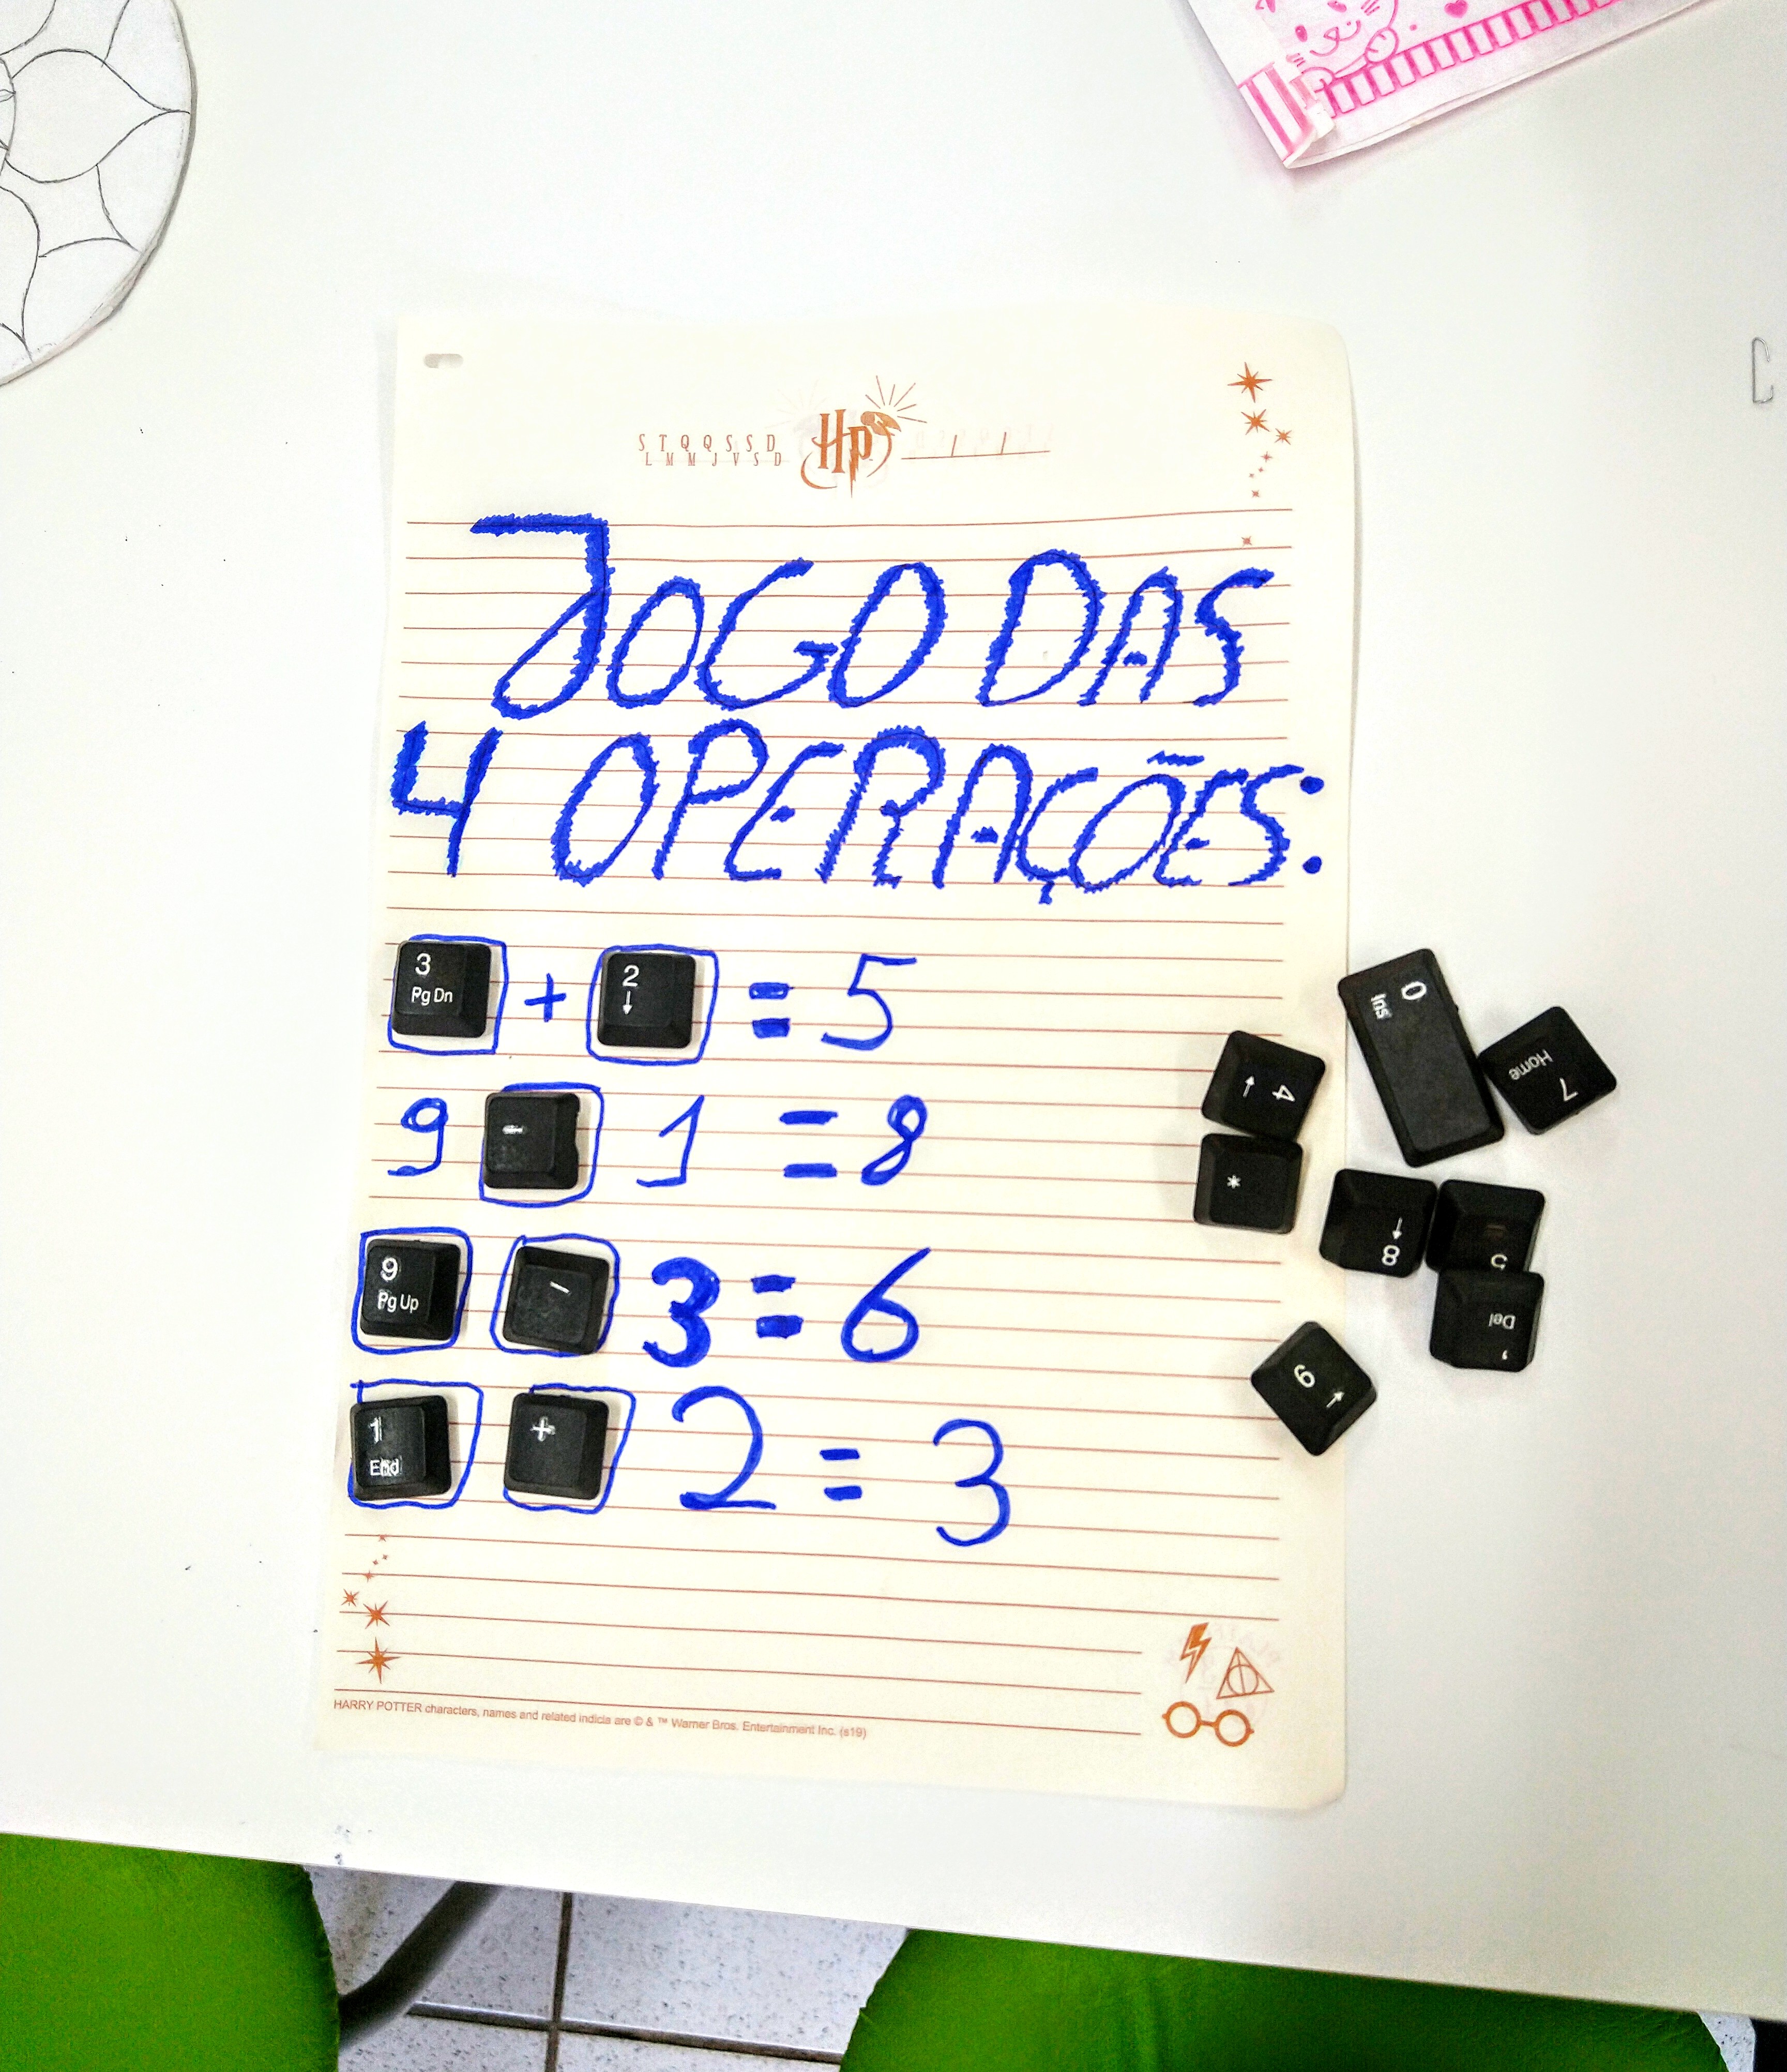 S T Q Q S S D
L M M J V S D
HP
/ /
JOGO DAS
4 OPERAÇÕES:
3 Pg Dn + 2 ↓ = 5
9 - 1 = 8
9 Pg Up - 3 = 6
1 End + 2 = 3
0 Ins
7 Home
4 ←
*
8 ↑
5
Del ,
6 →
HARRY POTTER characters, names and related indicia are © & ™ Warner Bros. Entertainment Inc. (s19)